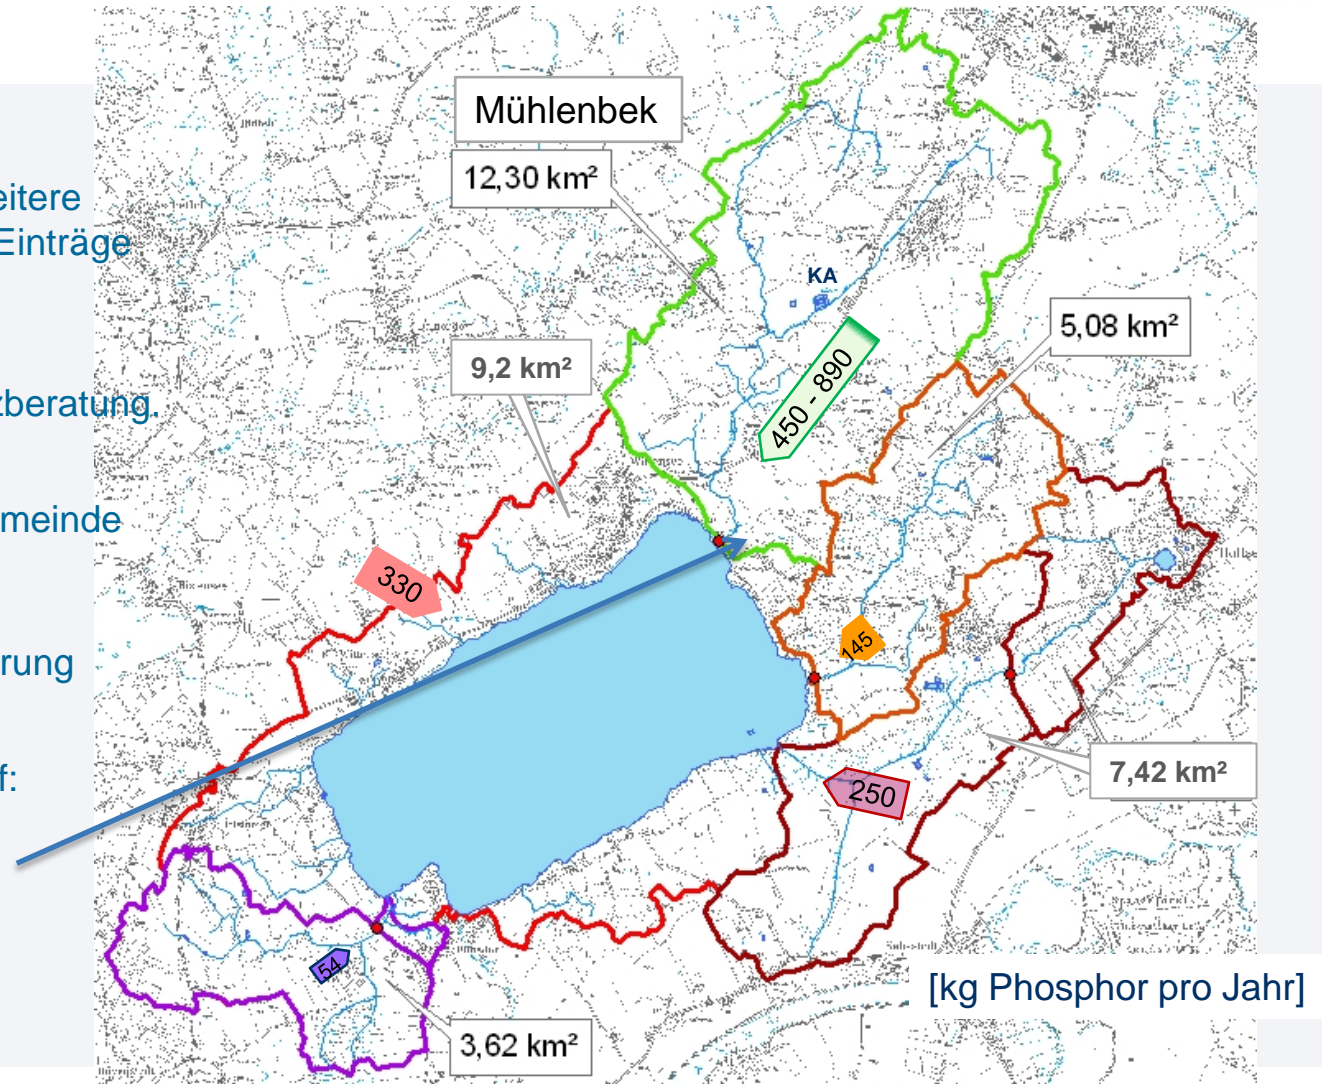 eitere
Einträge
zberatung.
meinde
rung
f:
Mühlenbek
12,30 km²
KA
5,08 km²
9,2 km²
450 - 890
330
145
7,42 km²
250
54
[kg Phosphor pro Jahr]
3,62 km²